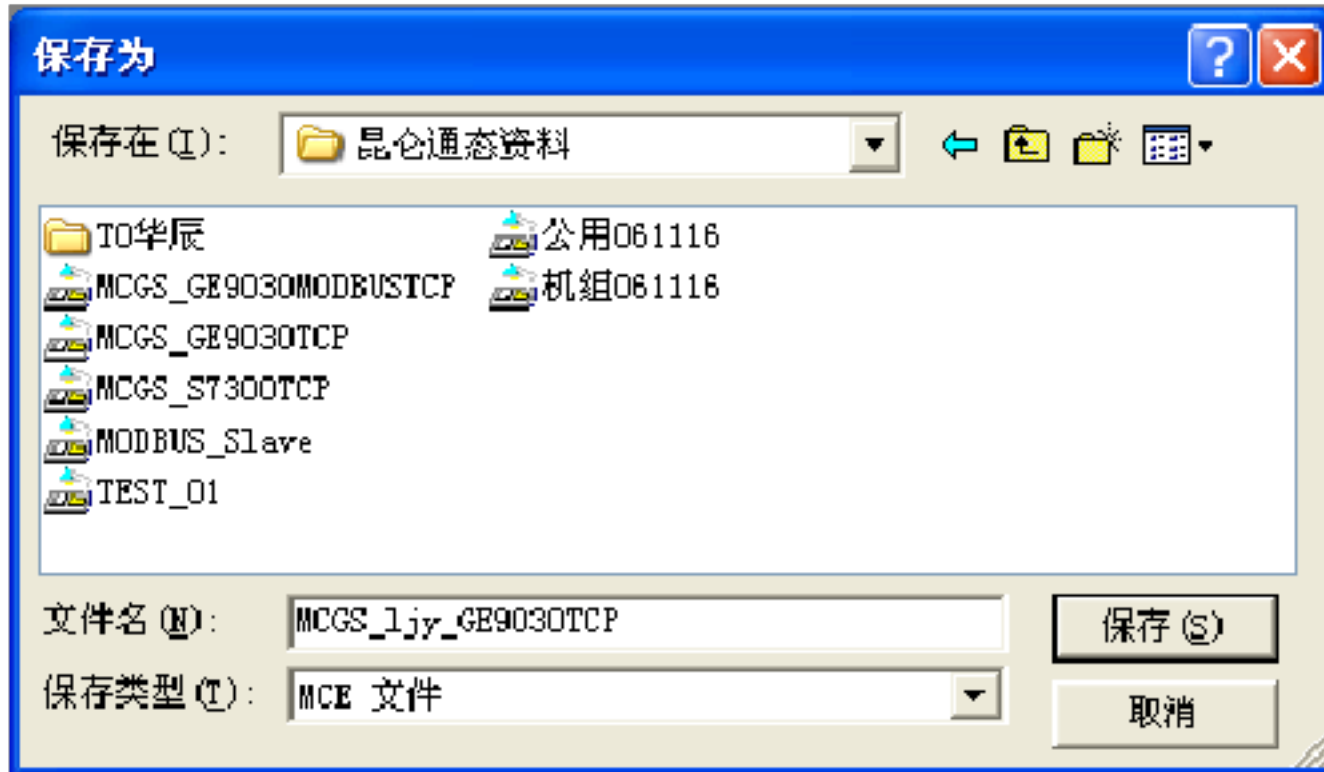 保存为
保存在(I):
昆仑通态资料
TO华辰
MCGS_GE9030MODBUSTCP
MCGS_GE9030TCP
MCGS_S7300TCP
MODBUS_Slave
TEST_01
公用061116
机组061116
文件名(N):
MCGS_ljy_GE9030TCP
保存(S)
保存类型(T):
MCE 文件
取消